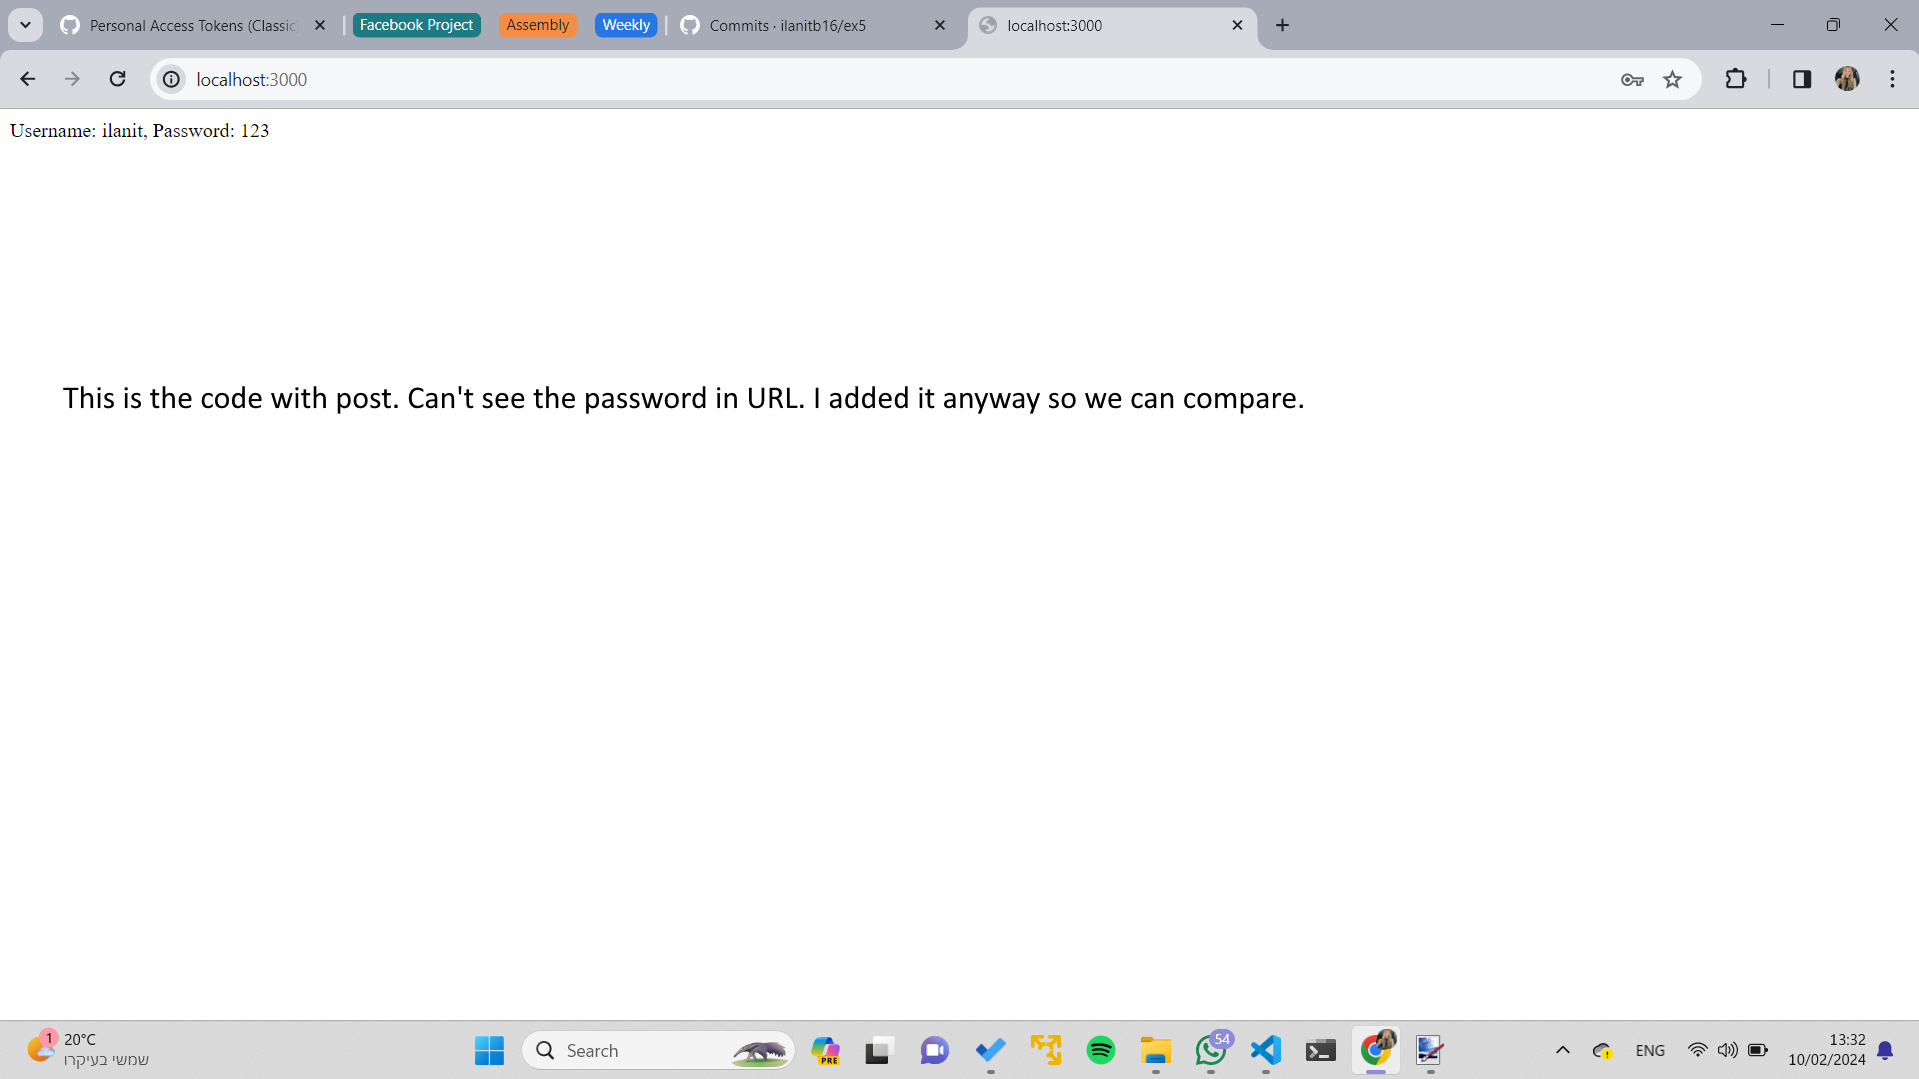 Personal Access Tokens (Classic)
Facebook Project
Assembly
Weekly
Commits · ilanitb16/ex5
localhost:3000
localhost:3000
Username: ilanit, Password: 123
This is the code with post. Can't see the password in URL. I added it anyway so we can compare.
1
20°C
שמשי בעיקרו
Search
PRE
54
ENG
13:32
10/02/2024